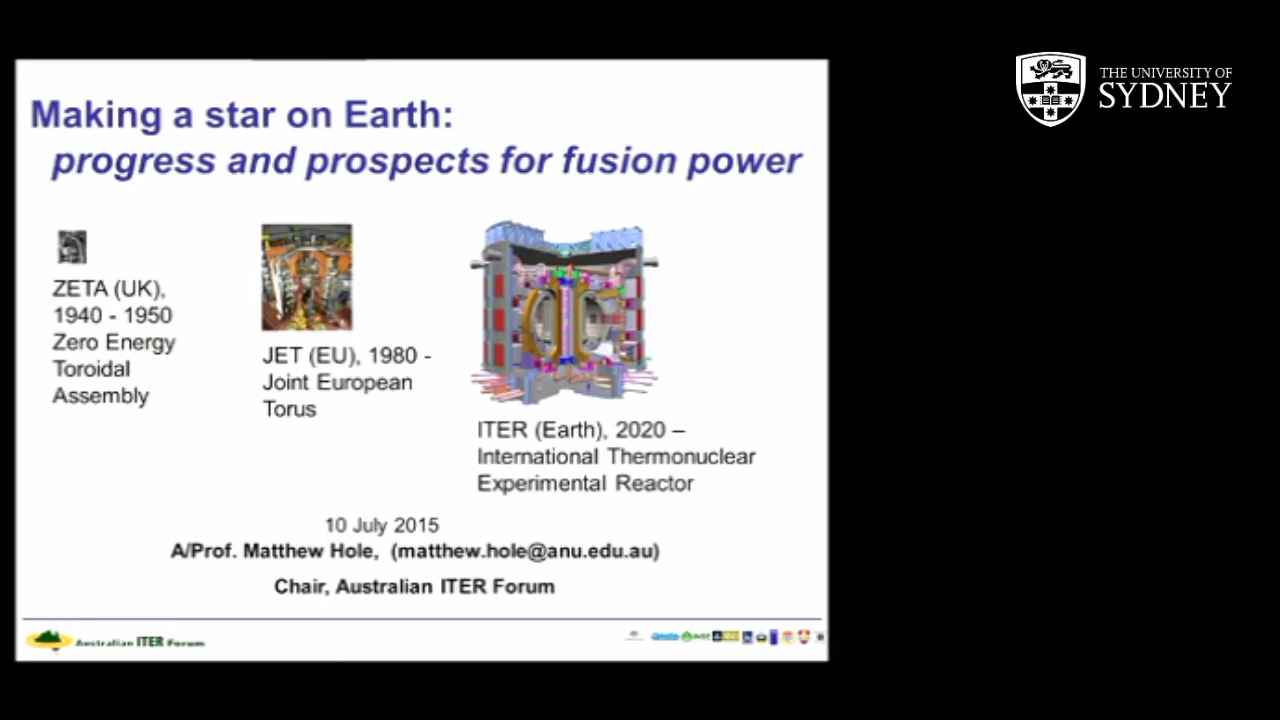 THE UNIVERSITY OF
SYDNEY
Making a star on Earth:
progress and prospects for fusion power
ZETA (UK),
1940 - 1950
Zero Energy
Toroidal
Assembly
JET (EU), 1980 -
Joint European
Torus
ITER (Earth), 2020 –
International Thermonuclear
Experimental Reactor
10 July 2015
A/Prof. Matthew Hole, (matthew.hole@anu.edu.au)
Chair, Australian ITER Forum
Australian ITER Forum